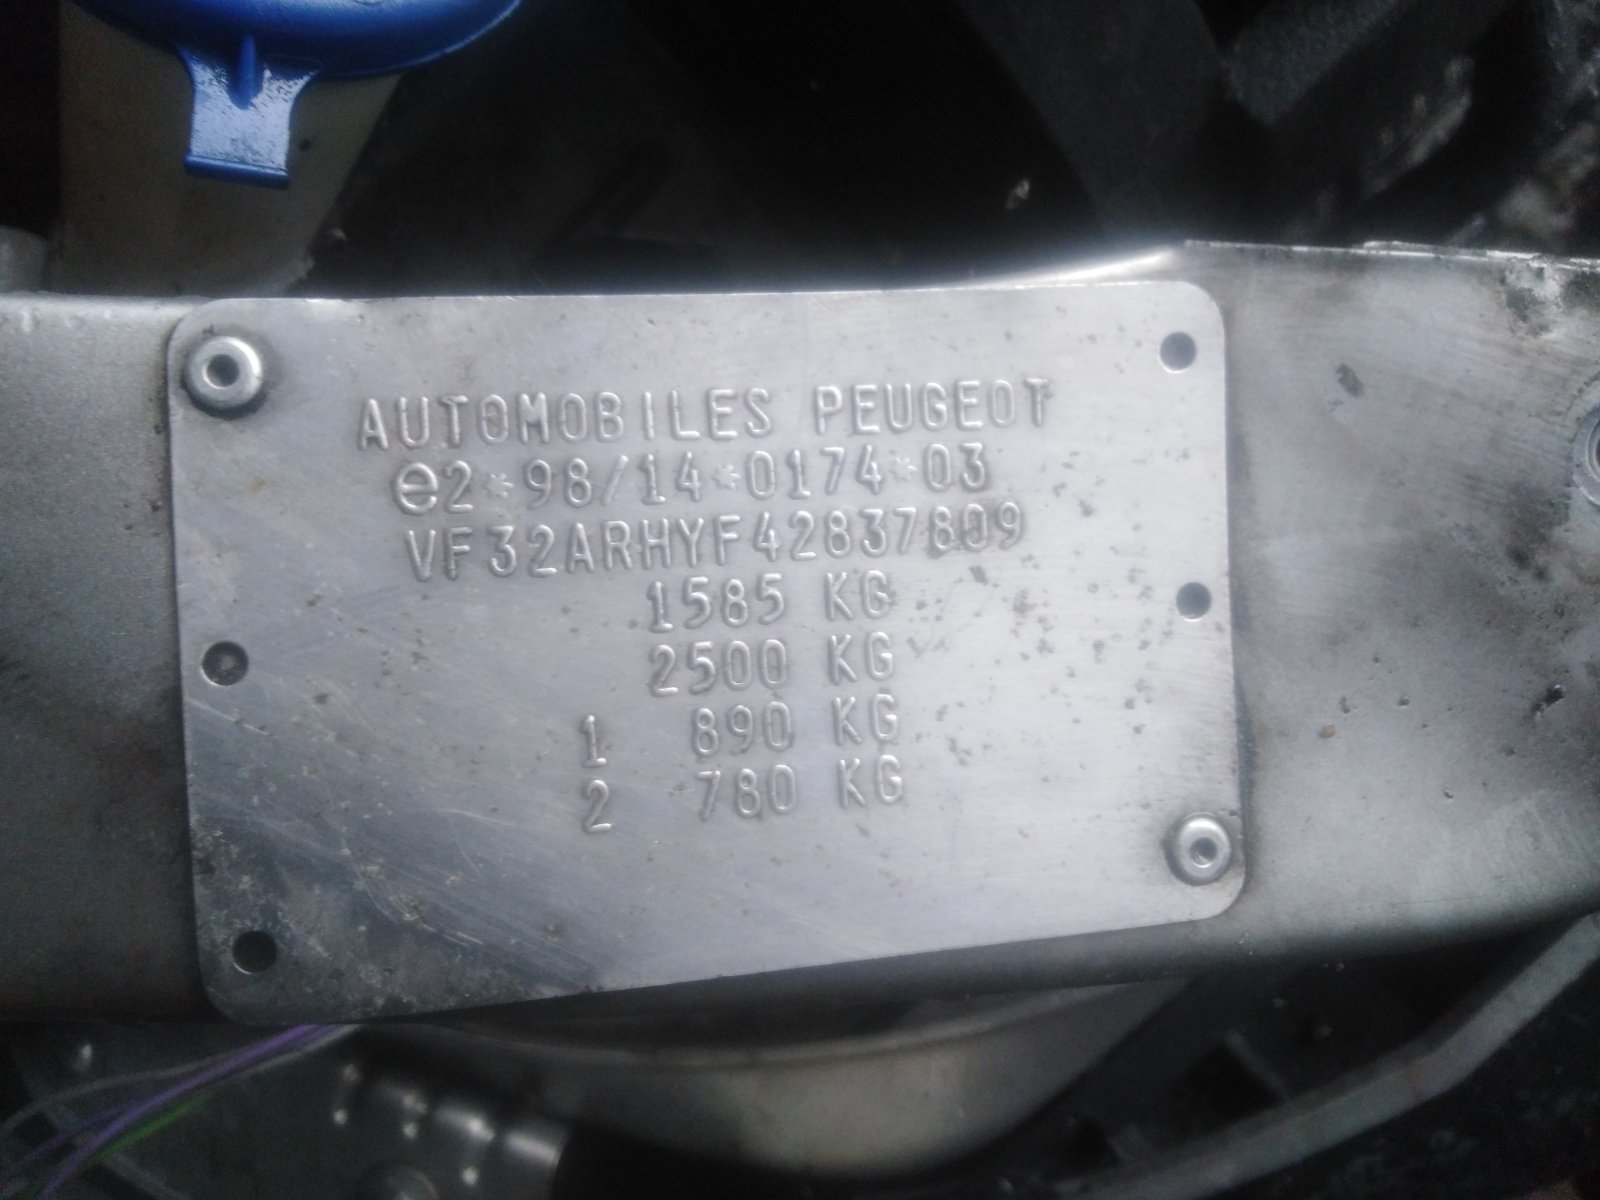 AUTOMOBILES PEUGEOT
e2*98/14*0174*03
VF32ARHYF42837809
1585 KG
2500 KG
1 890 KG
2 780 KG